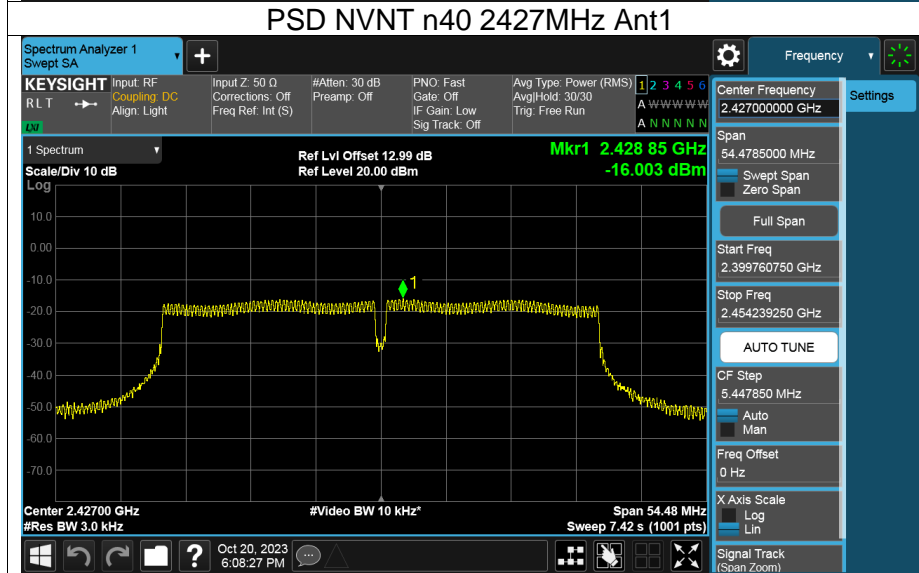 PSD NVNT n40 2427MHz Ant1
Spectrum Analyzer 1
Swept SA
+
Frequency
Settings
KEYSIGHT
RLT
LXI
Input: RF
Coupling: DC
Align: Light
Input Z: 50 Ω
Corrections: Off
Freq Ref: Int (S)
#Atten: 30 dB
Preamp: Off
PNO: Fast
Gate: Off
IF Gain: Low
Sig Track: Off
Avg Type: Power (RMS)
Avg|Hold: 30/30
Trig: Free Run
1 2 3 4 5 6
A W W W W W
A N N N N N
1 Spectrum
Scale/Div 10 dB
Log
Ref Lvl Offset 12.99 dB
Ref Level 20.00 dBm
Mkr1 2.428 85 GHz
-16.003 dBm
10.0
0.00
-10.0
-20.0
-30.0
-40.0
-50.0
-60.0
-70.0
1
Center 2.42700 GHz
#Res BW 3.0 kHz
#Video BW 10 kHz*
Span 54.48 MHz
Sweep 7.42 s (1001 pts)
Center Frequency
2.427000000 GHz
Span
54.4785000 MHz
Swept Span
Zero Span
Full Span
Start Freq
2.399760750 GHz
Stop Freq
2.454239250 GHz
AUTO TUNE
CF Step
5.447850 MHz
Auto
Man
Freq Offset
0 Hz
X Axis Scale
Log
Lin
Signal Track
(Span Zoom)
?
Oct 20, 2023
6:08:27 PM